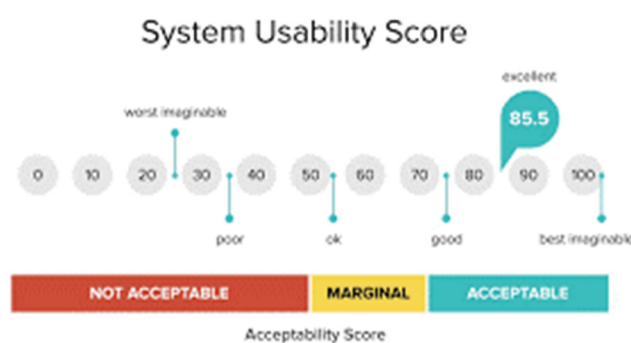 System Usability Score
excellent
worst imaginable
85.5
0 10 20 30 40 50 60 70 80 90 100
poor ok good best imaginable
NOT ACCEPTABLE MARGINAL ACCEPTABLE
Acceptability Score